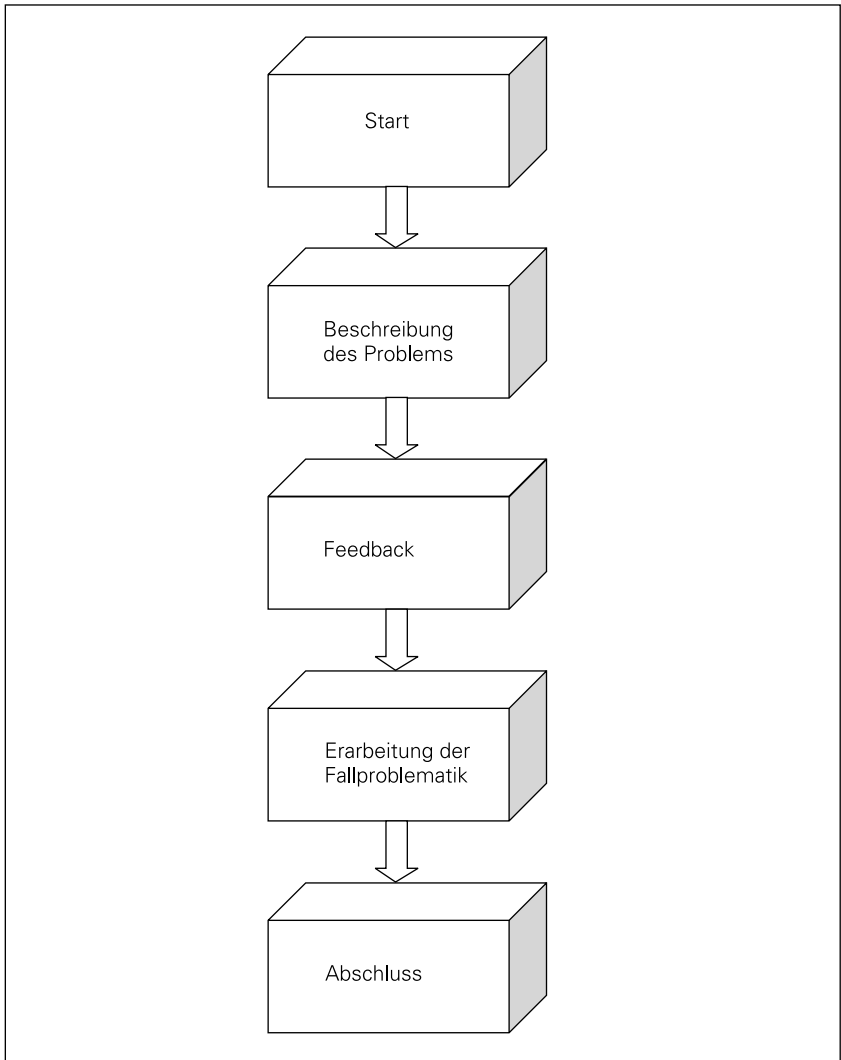 Start
Beschreibung
des Problems
Feedback
Erarbeitung der
Fallproblematik
Abschluss